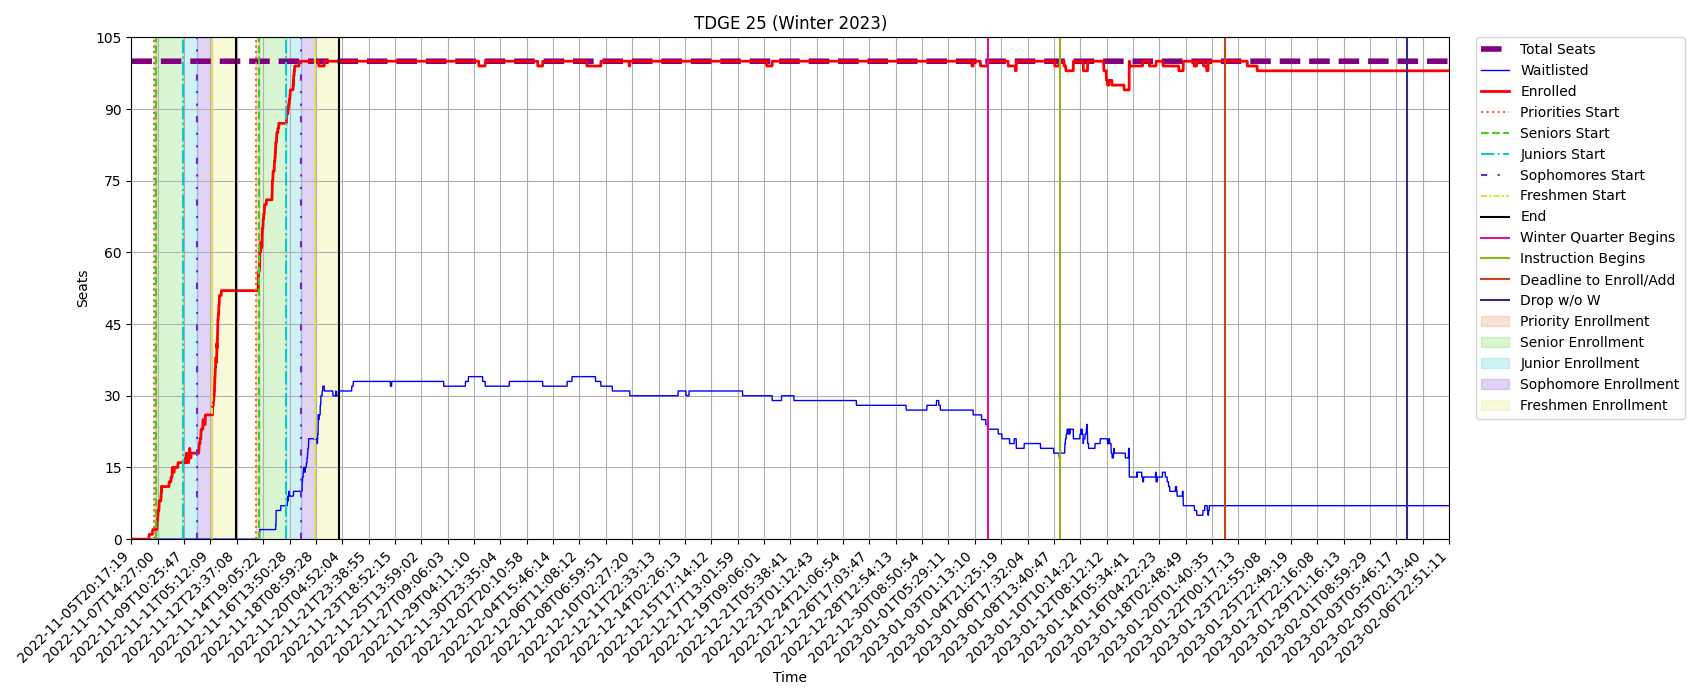 TDGE 25 (Winter 2023)
105
90
75
60
45
30
15
0
Seats
2022-11-05T20:17:19
2022-11-07T14:27:00
2022-11-09T10:25:47
2022-11-11T05:12:09
2022-11-12T23:37:08
2022-11-14T19:05:22
2022-11-16T13:50:28
2022-11-18T08:59:28
2022-11-20T04:52:04
2022-11-21T23:38:55
2022-11-23T18:52:15
2022-11-25T13:59:02
2022-11-27T09:06:03
2022-11-29T04:11:10
2022-11-30T23:35:04
2022-12-02T20:10:58
2022-12-04T15:46:14
2022-12-06T11:08:12
2022-12-08T06:59:51
2022-12-10T02:27:20
2022-12-11T22:33:13
2022-12-14T02:26:13
2022-12-15T17:14:12
2022-12-17T13:01:59
2022-12-19T09:06:01
2022-12-21T05:38:41
2022-12-23T01:12:43
2022-12-24T21:06:54
2022-12-26T17:03:47
2022-12-28T12:54:13
2022-12-30T08:50:54
2023-01-01T05:29:11
2023-01-03T01:13:10
2023-01-04T21:25:19
2023-01-06T17:32:04
2023-01-08T13:40:47
2023-01-10T10:14:22
2023-01-12T08:12:12
2023-01-14T05:34:41
2023-01-16T04:22:23
2023-01-18T02:48:49
2023-01-20T01:40:35
2023-01-22T00:17:13
2023-01-23T22:55:08
2023-01-25T22:49:19
2023-01-27T22:16:08
2023-01-29T21:16:13
2023-02-01T08:59:29
2023-02-03T05:46:17
2023-02-05T02:13:40
2023-02-06T22:51:11
Time
Total Seats
Waitlisted
Enrolled
Priorities Start
Seniors Start
Juniors Start
Sophomores Start
Freshmen Start
End
Winter Quarter Begins
Instruction Begins
Deadline to Enroll/Add
Drop w/o W
Priority Enrollment
Senior Enrollment
Junior Enrollment
Sophomore Enrollment
Freshmen Enrollment